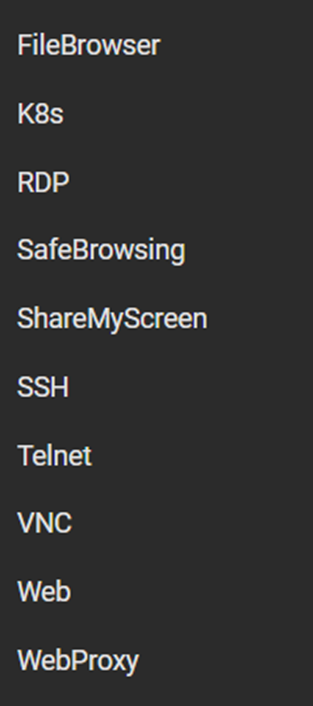 FileBrowser
K8s
RDP
SafeBrowsing
ShareMyScreen
SSH
Telnet
VNC
Web
WebProxy